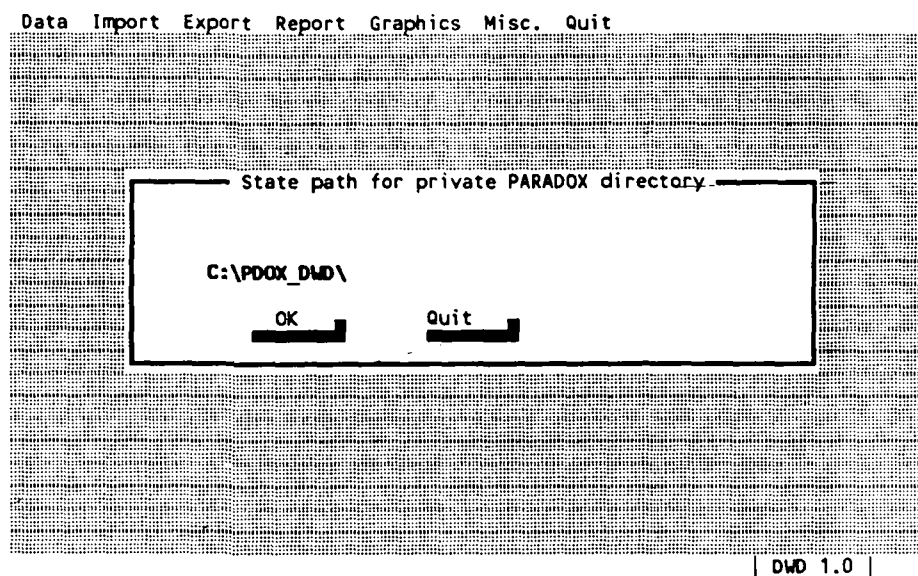 Data Import Export Report Graphics Misc. Quit
State path for private PARADOX directory
C:\PDOX_DWD\
OK Quit
| DWD 1.0 |